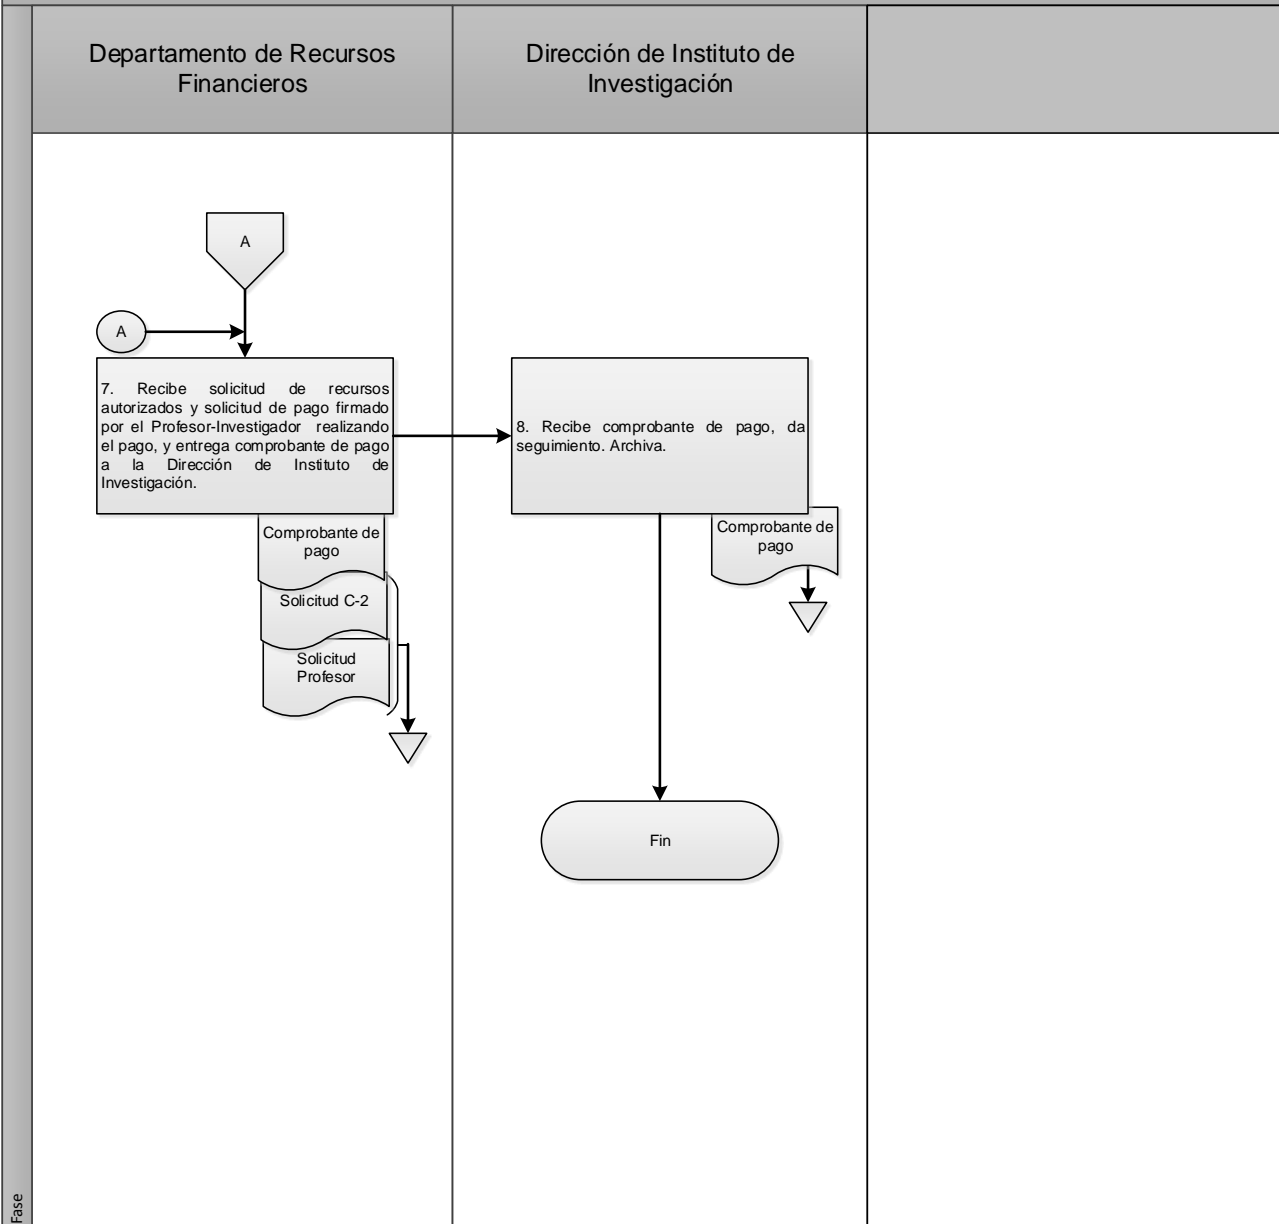 Departamento de Recursos
Financieros
Dirección de Instituto de
Investigación
A
A
7. Recibe solicitud de recursos
autorizados y solicitud de pago firmado
por el Profesor-Investigador realizando
el pago, y entrega comprobante de pago
a la Dirección de Instituto de
Investigación.
8. Recibe comprobante de pago, da
seguimiento. Archiva.
Comprobante de
pago
Solicitud C-2
Solicitud
Profesor
Comprobante de
pago
Fin
Fase